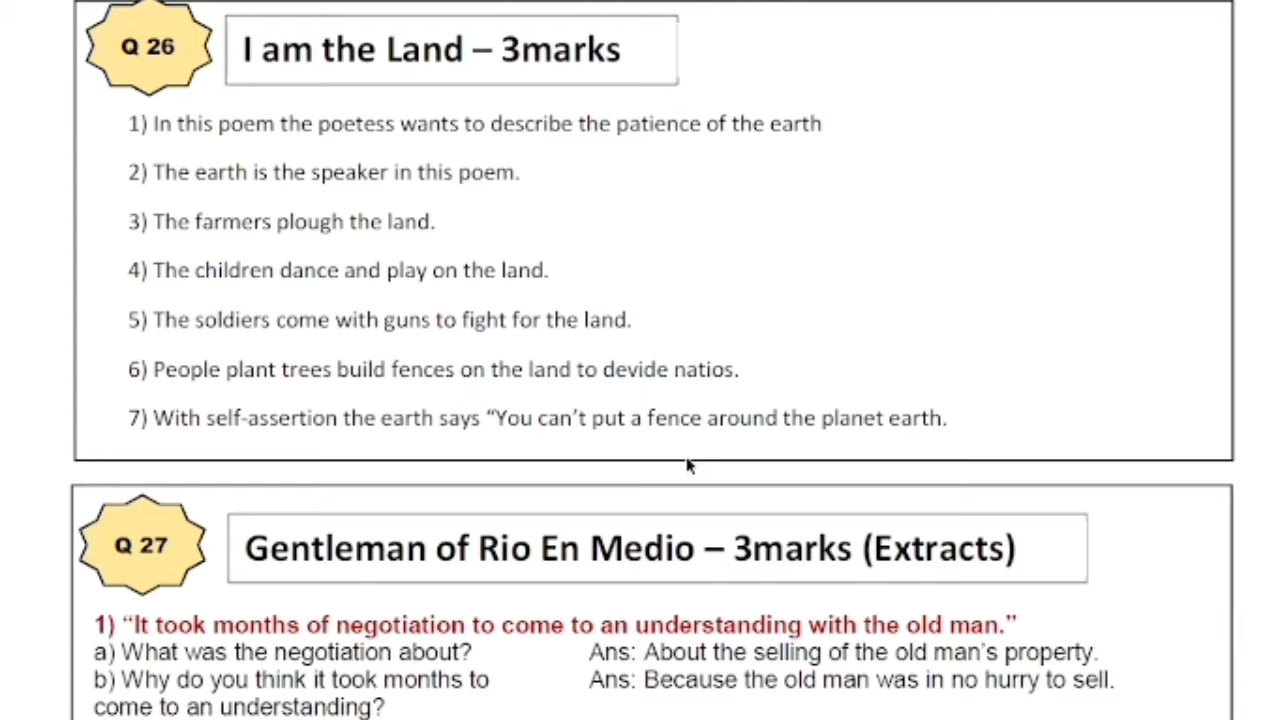 Q 26
I am the Land – 3marks
1) In this poem the poetess wants to describe the patience of the earth
2) The earth is the speaker in this poem.
3) The farmers plough the land.
4) The children dance and play on the land.
5) The soldiers come with guns to fight for the land.
6) People plant trees build fences on the land to devide natios.
7) With self-assertion the earth says “You can’t put a fence around the planet earth.
Q 27
Gentleman of Rio En Medio – 3marks (Extracts)
1) “It took months of negotiation to come to an understanding with the old man.”
a) What was the negotiation about? Ans: About the selling of the old man’s property.
b) Why do you think it took months to Ans: Because the old man was in no hurry to sell.
come to an understanding?